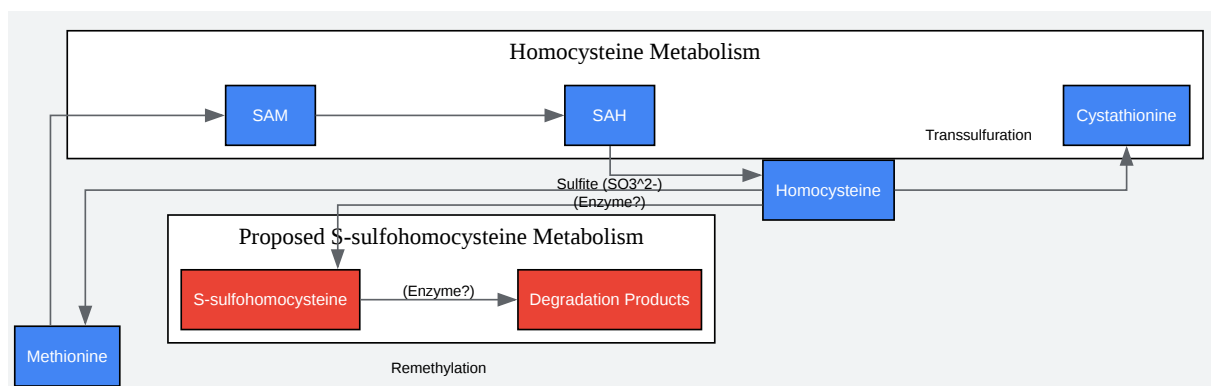 Homocysteine Metabolism
SAM
SAH
Cystathionine
Transsulfuration
Sulfite (SO3^2-)
(Enzyme?)
Homocysteine
Proposed S-sulfohomocysteine Metabolism
S-sulfohomocysteine
(Enzyme?)
Degradation Products
Methionine
Remethylation